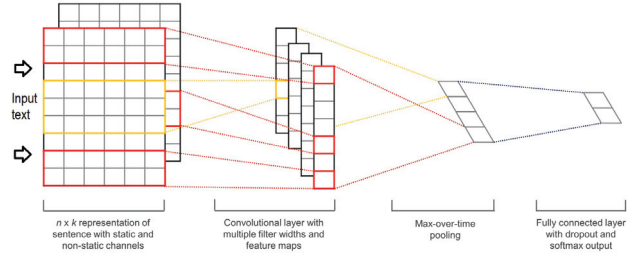 Input
text
n x k representation of
sentence with static and
non-static channels
Convolutional layer with
multiple filter widths and
feature maps
Max-over-time
pooling
Fully connected layer
with dropout and
softmax output